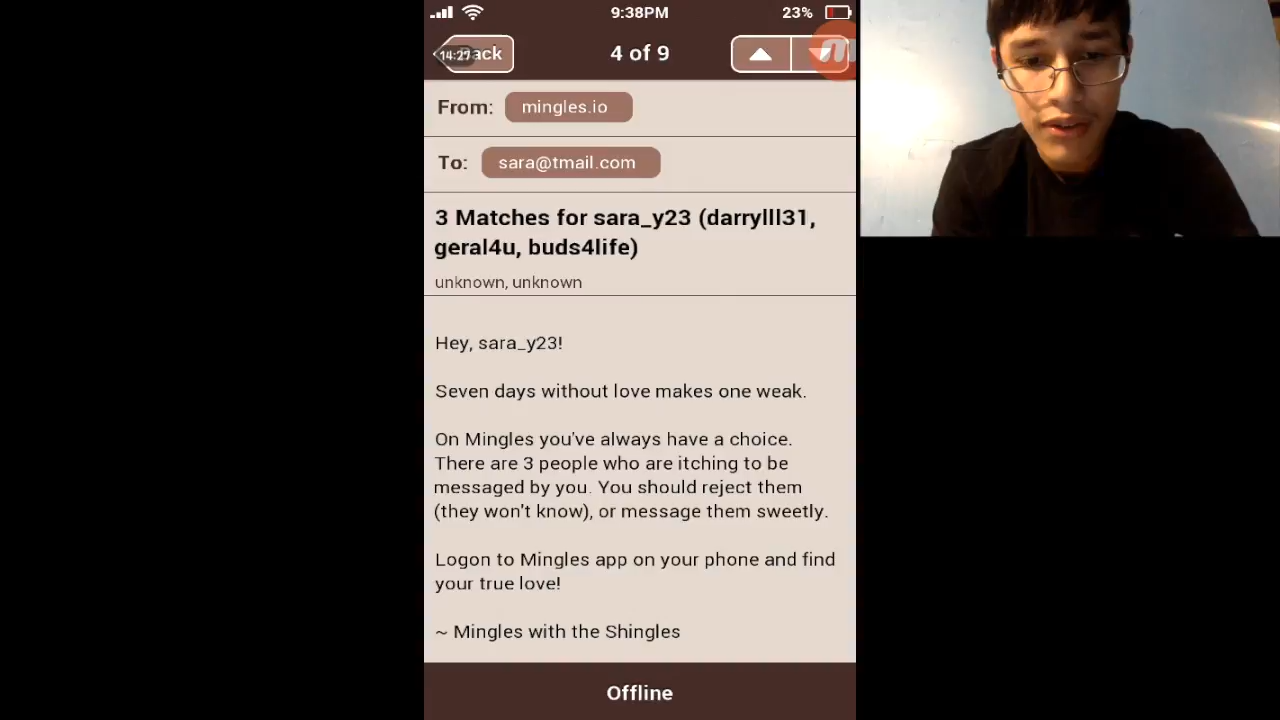 9:38PM
23%
14:27
ack
4 of 9
From: mingles.io
To: sara@tmail.com
3 Matches for sara_y23 (darrylll31,
geral4u, buds4life)
unknown, unknown
Hey, sara_y23!
Seven days without love makes one weak.
On Mingles you've always have a choice.
There are 3 people who are itching to be
messaged by you. You should reject them
(they won't know), or message them sweetly.
Logon to Mingles app on your phone and find
your true love!
~ Mingles with the Shingles
Offline